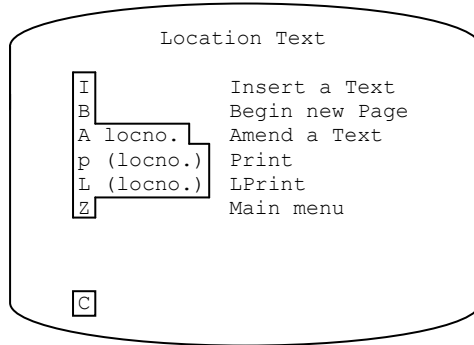 Location Text
I Insert a Text
B Begin new Page
A locno. Amend a Text
p (locno.) Print
L (locno.) LPrint
Z Main menu
C